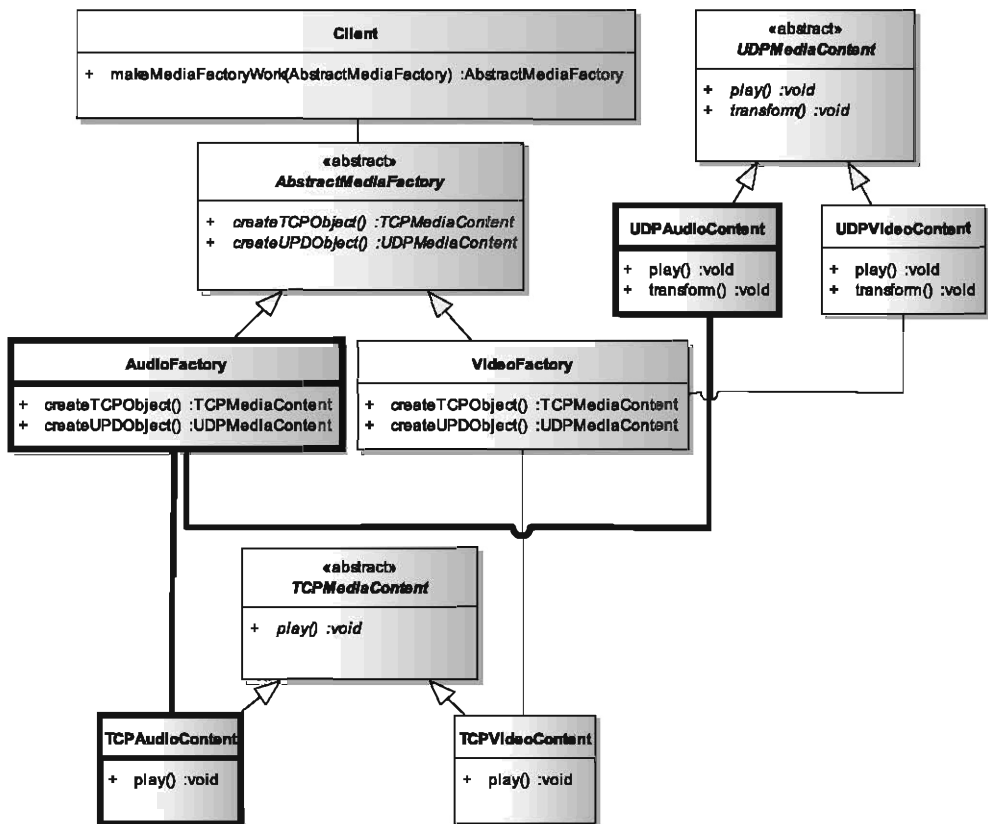 Client
+ makeMediaFactoryWork(AbstractMediaFactory) :AbstractMediaFactory
«abstract»
UDPMediaContent
+ play() :void
+ transform() :void
«abstract»
AbstractMediaFactory
+ createTCPObject() :TCPMediaContent
+ createUPDObject() :UDPMediaContent
UDPAudioContent
+ play() :void
+ transform() :void
UDPVideoContent
+ play() :void
+ transform() :void
AudioFactory
+ createTCPObject() :TCPMediaContent
+ createUPDObject() :UDPMediaContent
VideoFactory
+ createTCPObject() :TCPMediaContent
+ createUPDObject() :UDPMediaContent
«abstract»
TCPMediaContent
+ play() :void
TCPAudioContent
+ play() :void
TCPVideoContent
+ play() :void